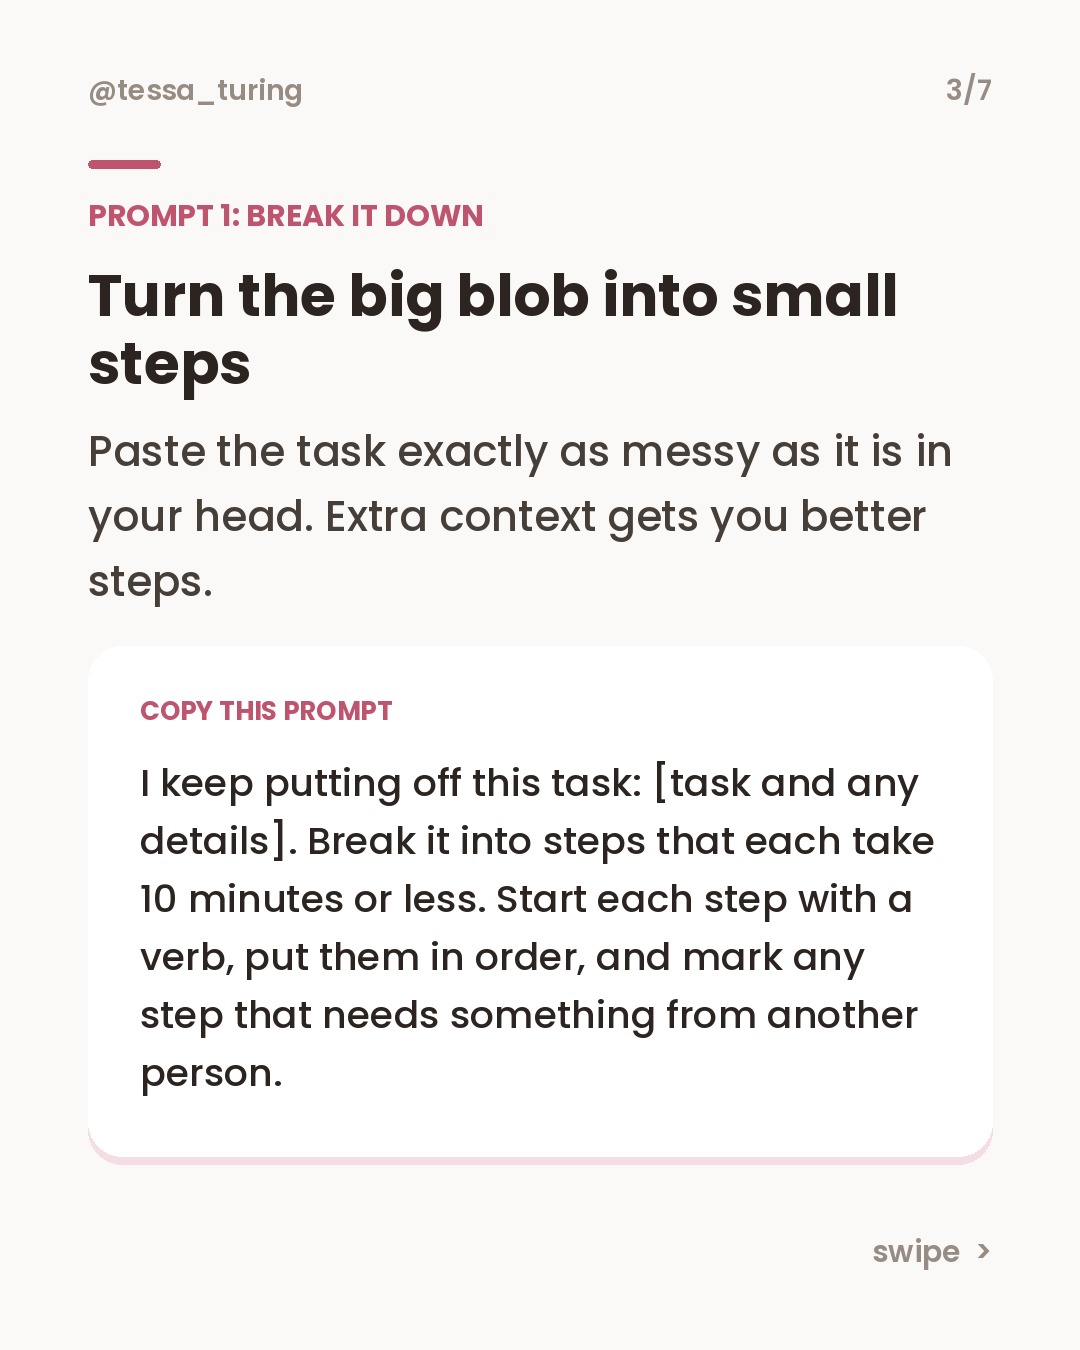 @tessa_turing
3/7
PROMPT 1: BREAK IT DOWN
Turn the big blob into small
steps
Paste the task exactly as messy as it is in
your head. Extra context gets you better
steps.
COPY THIS PROMPT
I keep putting off this task: [task and any
details]. Break it into steps that each take
10 minutes or less. Start each step with a
verb, put them in order, and mark any
step that needs something from another
person.
swipe >